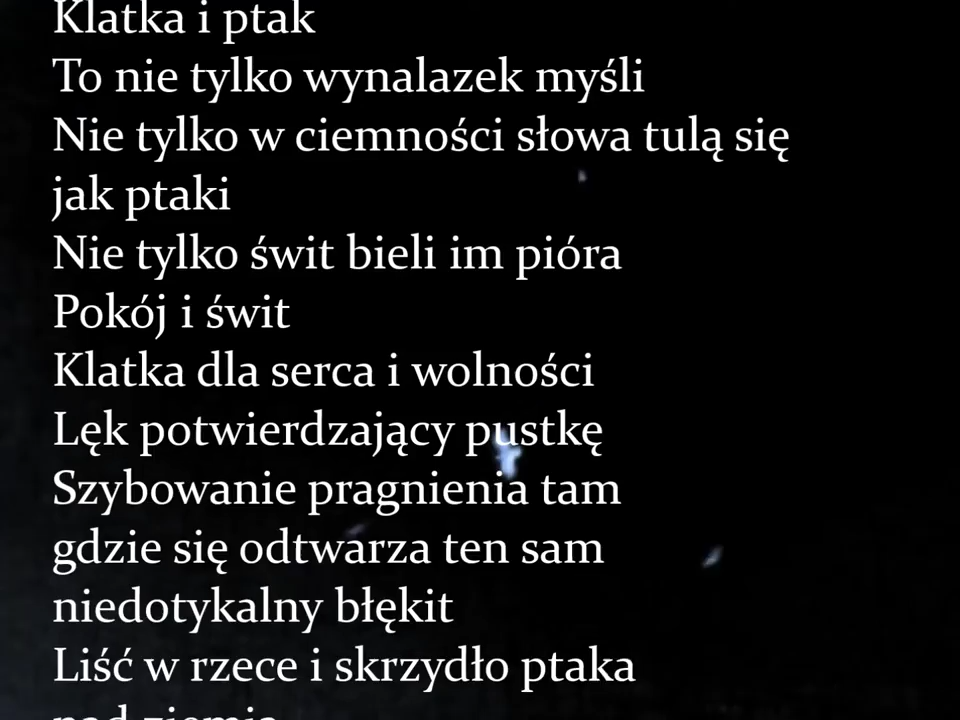 Klatka i ptak
To nie tylko wynalazek myśli
Nie tylko w ciemności słowa tulą się
jak ptaki
Nie tylko świt bieli im pióra
Pokój i świt
Klatka dla serca i wolności
Lęk potwierdzający pustkę
Szybowanie pragnienia tam
gdzie się odtwarza ten sam
niedotykalny błękit
Liść w rzece i skrzydło ptaka
nad ziemią